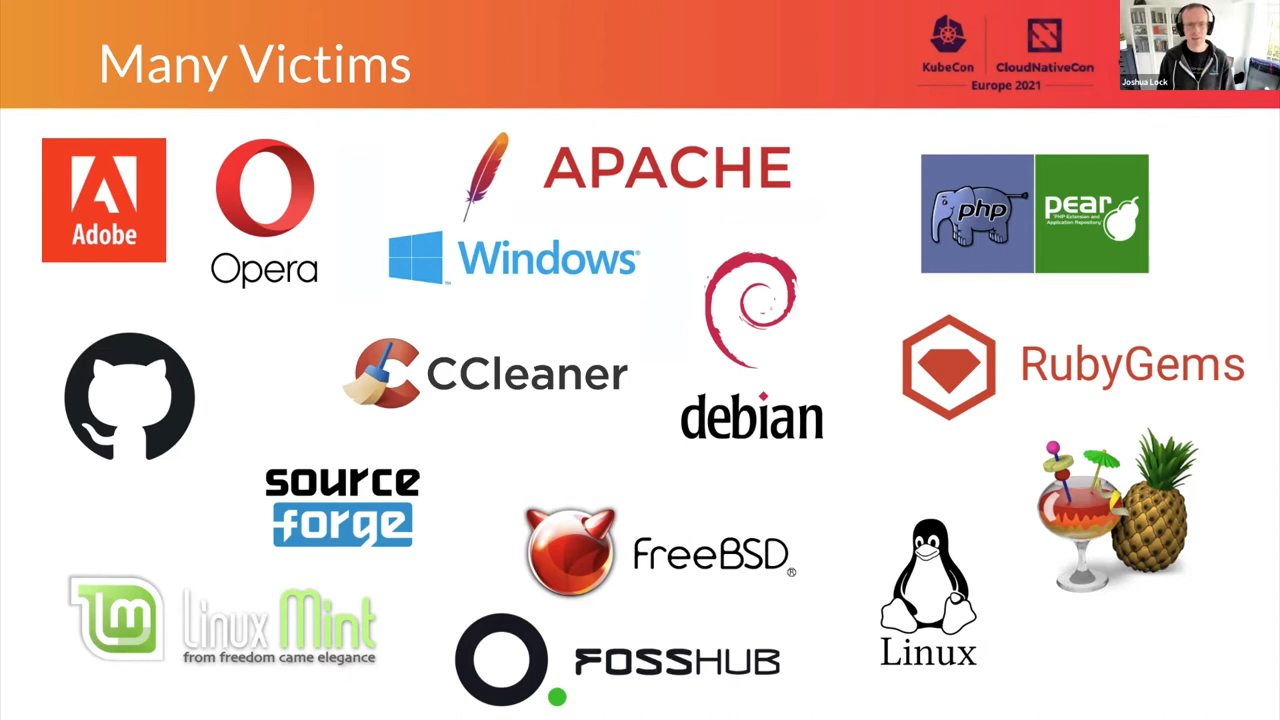 Many Victims
KubeCon
CloudNativeCon
Europe 2021
Joshua Lock
Adobe
Opera
APACHE
Windows®
php
pear
"PHP Extension and
Application Repository"
debian
CCleaner
RubyGems
source
forge
FreeBSD®
lm
Linux Mint
from freedom came elegance
FOSSHUB
Linux